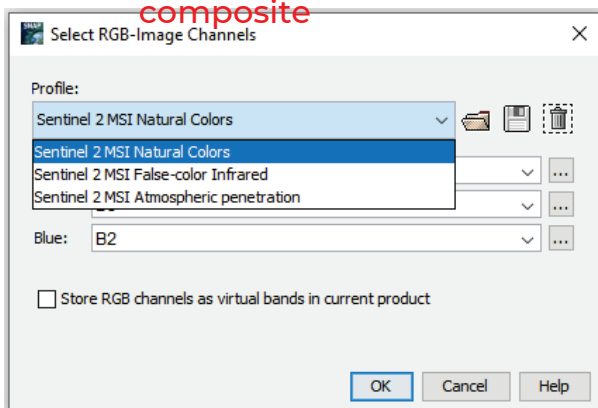 composite
SNAP
Select RGB-Image Channels
Profile:
Sentinel 2 MSI Natural Colors
Sentinel 2 MSI Natural Colors
Sentinel 2 MSI False-color Infrared
...
Sentinel 2 MSI Atmospheric penetration
...
Blue: B2 ...
Store RGB channels as virtual bands in current product
OK Cancel Help